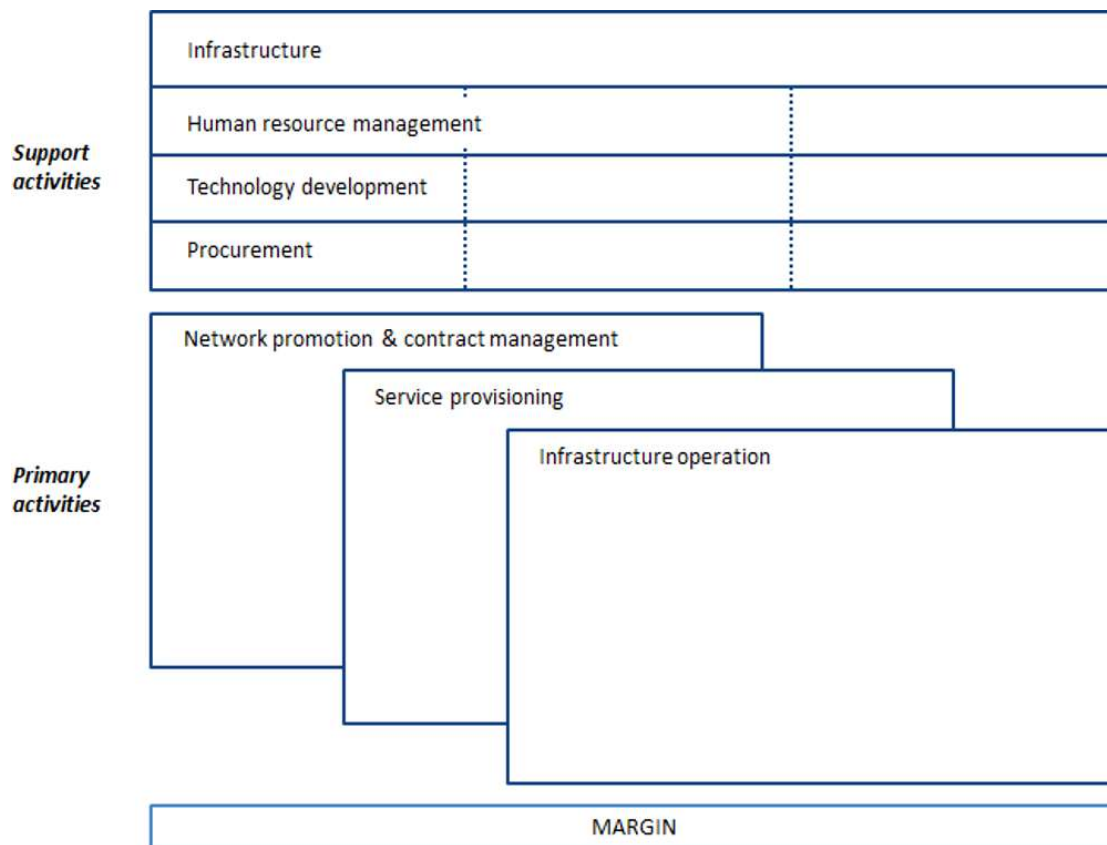 Infrastructure
Human resource management
Support
activities
Technology development
Procurement
Network promotion & contract management
Service provisioning
Infrastructure operation
Primary
activities
MARGIN